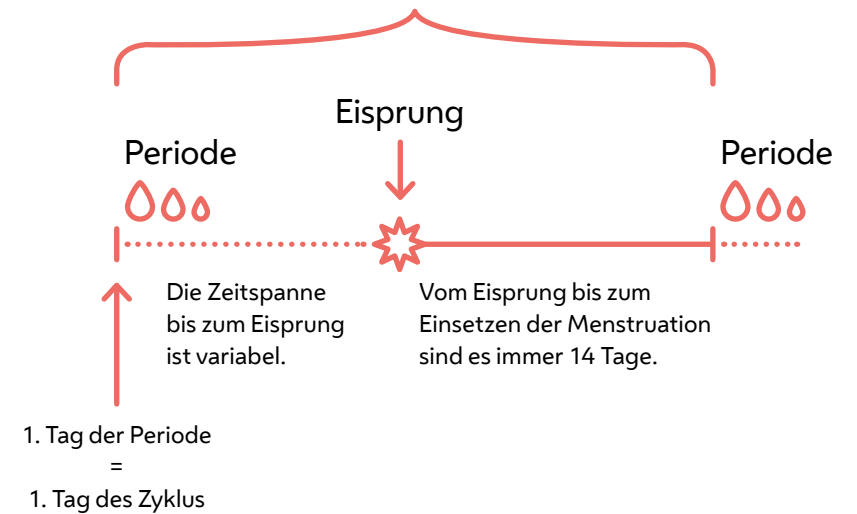 Eisprung
Periode
Periode
Die Zeitspanne
bis zum Eisprung
ist variabel.
Vom Eisprung bis zum
Einsetzen der Menstruation
sind es immer 14 Tage.
1. Tag der Periode
=
1. Tag des Zyklus